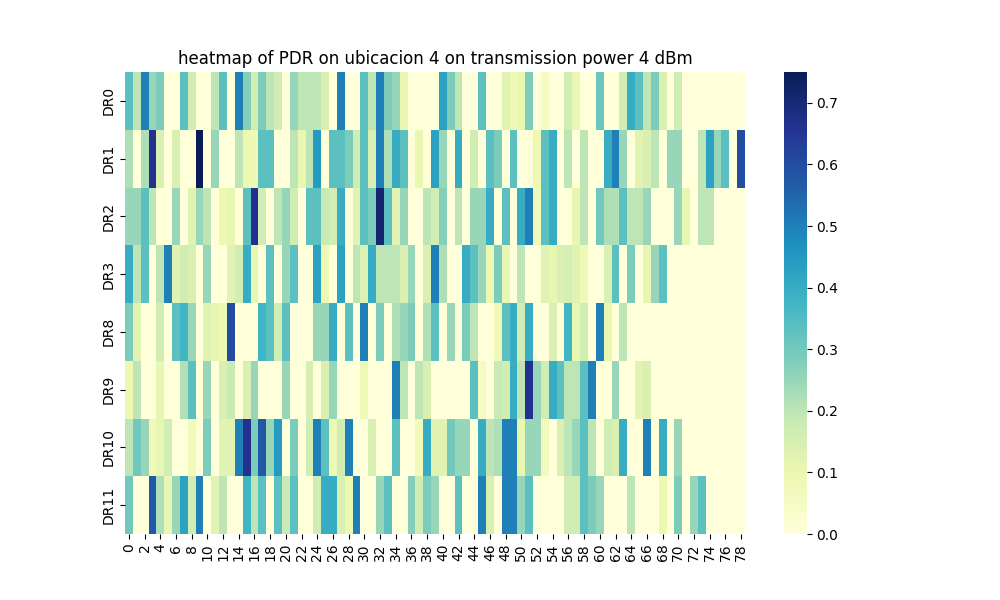 heatmap of PDR on ubicacion 4 on transmission power 4 dBm
DR0
DR1
DR2
DR3
DR8
DR9
DR10
DR11
0 2 4 6 8 10 12 14 16 18 20 22 24 26 28 30 32 34 36 38 40 42 44 46 48 50 52 54 56 58 60 62 64 66 68 70 72 74 76 78
0.7
0.6
0.5
0.4
0.3
0.2
0.1
0.0